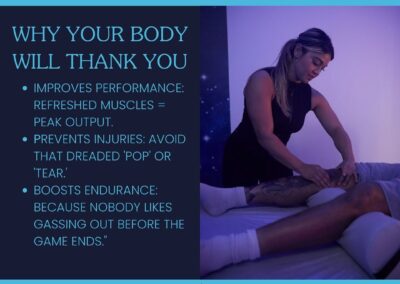 WHY YOUR BODY
WILL THANK YOU
IMPROVES PERFORMANCE:
REFRESHED MUSCLES =
PEAK OUTPUT.
PREVENTS INJURIES: AVOID
THAT DREADED 'POP' OR
'TEAR.'
BOOSTS ENDURANCE:
BECAUSE NOBODY LIKES
GASSING OUT BEFORE THE
GAME ENDS."